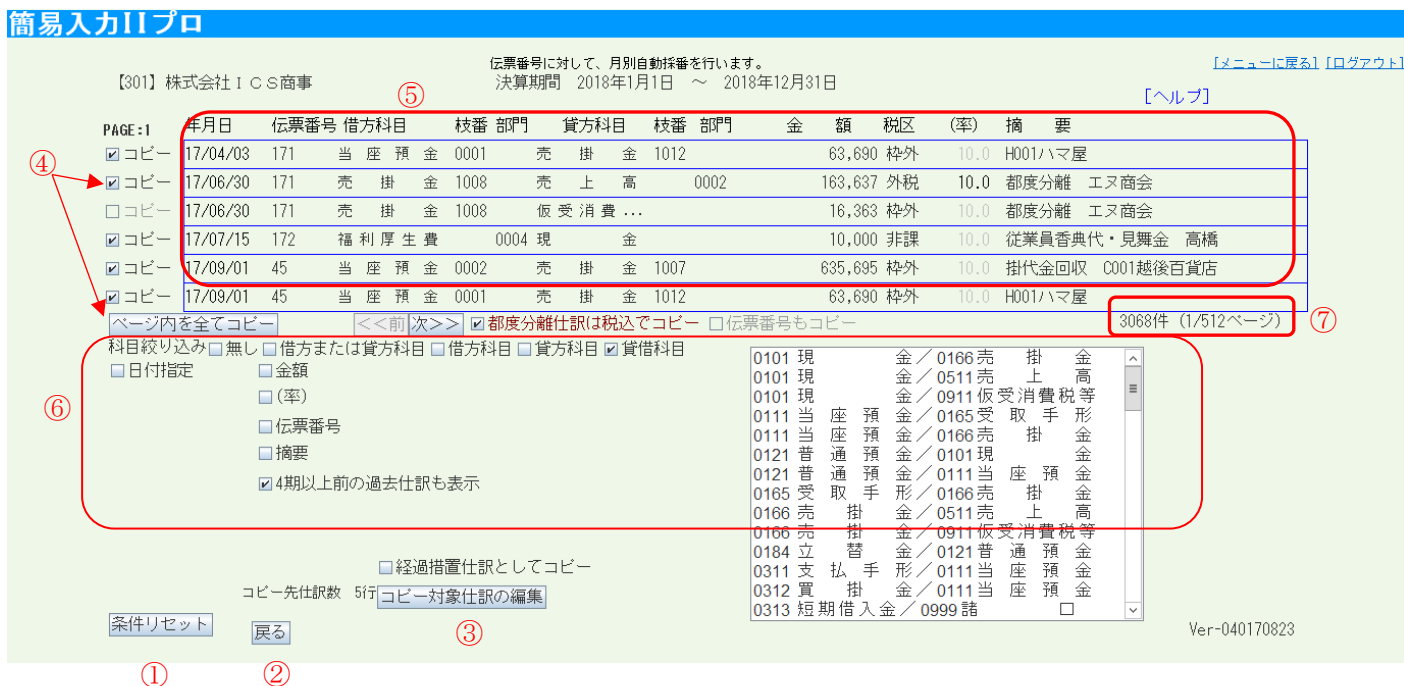 簡易入力IIプロ
伝票番号に対して、月別自動採番を行います。
[メニューに戻る] [ログアウト]
【301】株式会社ＩＣＳ商事 決算期間 2018年1月1日 ～ 2018年12月31日
[ヘルプ]
⑤
PAGE:1 年月日 伝票番号 借方科目 枝番 部門 貸方科目 枝番 部門 金 額 税区 (率) 摘 要
コピー 17/04/03 171 当 座 預 金 0001 売 掛 金 1012 63,690 枠外 10.0 H001ハマ屋
④
コピー 17/06/30 171 売 掛 金 1008 売 上 高 0002 163,637 外税 10.0 都度分離 エヌ商会
コピー 17/06/30 171 売 掛 金 1008 仮 受 消 費 ... 16,363 枠外 10.0 都度分離 エヌ商会
コピー 17/07/15 172 福 利 厚 生 費 0004 現 金 10,000 非課 10.0 従業員香典代・見舞金 高橋
コピー 17/09/01 45 当 座 預 金 0002 売 掛 金 1007 635,695 枠外 10.0 掛代金回収 C001越後百貨店
コピー 17/09/01 45 当 座 預 金 0001 売 掛 金 1012 63,690 枠外 10.0 H001ハマ屋
ページ内を全てコピー <<前 次>> 都度分離仕訳は税込でコピー 伝票番号もコピー 3068件 (1/512ページ) ⑦
科目絞り込み 無し 借方または貸方科目 借方科目 貸方科目 貸借科目
日付指定 金額
(率)
⑥
伝票番号
摘要
4期以上前の過去仕訳も表示
0101 現 金／0166 売 掛 金
0101 現 金／0511 売 上 高
0101 現 金／0911 仮受消費税等
0111 当 座 預 金／0165 受 取 手 形
0111 当 座 預 金／0166 売 掛 金
0121 普 通 預 金／0101 現 金
0121 普 通 預 金／0111 当 座 預 金
0165 受 取 手 形／0166 売 掛 金
0166 売 掛 金／0511 売 上 高
0166 売 掛 金／0911 仮受消費税等
0184 立 替 金／0121 普 通 預 金
0311 支 払 手 形／0111 当 座 預 金
0312 買 掛 金／0111 当 座 預 金
0313 短期借入金／0999 諸 口
経過措置仕訳としてコピー
コピー先仕訳数 5行 コピー対象仕訳の編集
条件リセット 戻る ③ Ver-040170823
① ②